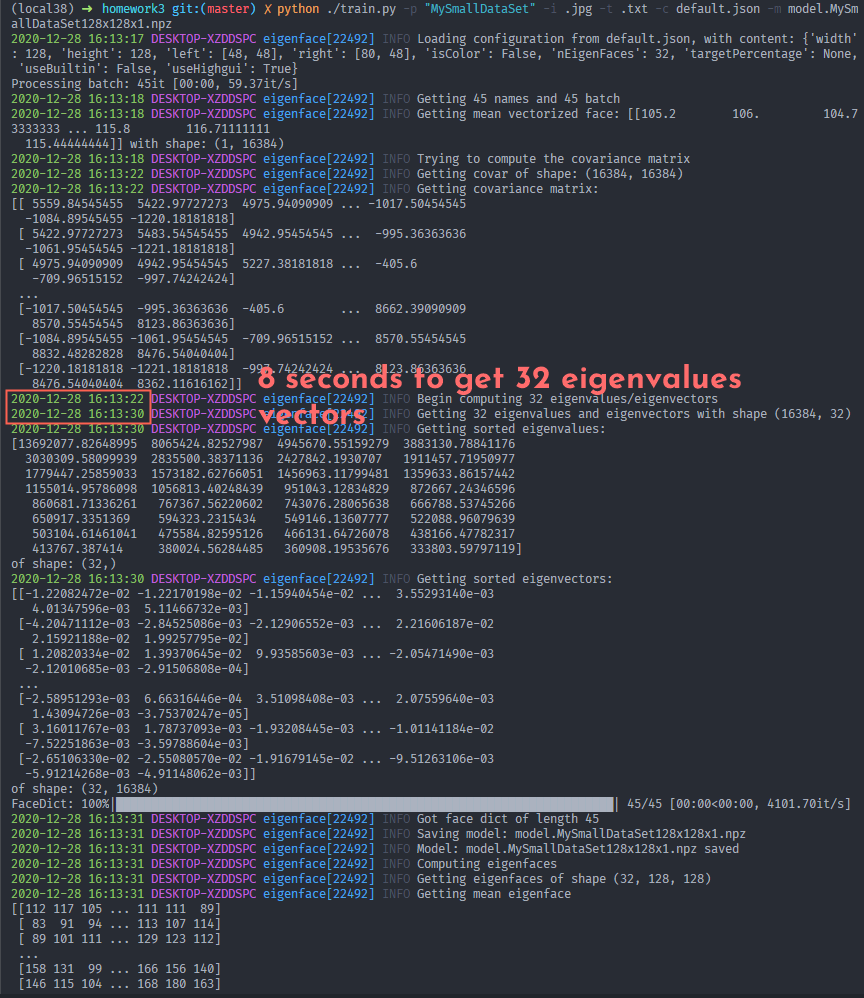 (local38) → homework3 git:(master) ✗ python ./train.py -p "MySmallDataSet" -i .jpg -t .txt -c default.json -m model.MySm
allDataSet128x128x1.npz
2020-12-28 16:13:17 DESKTOP-XZDDSPC eigenface[22492] INFO Loading configuration from default.json, with content: {'width'
: 128, 'height': 128, 'left': [48, 48], 'right': [80, 48], 'isColor': False, 'nEigenFaces': 32, 'targetPercentage': None,
'useBuiltin': False, 'useHighgui': True}
Processing batch: 45it [00:00, 59.37it/s]
2020-12-28 16:13:18 DESKTOP-XZDDSPC eigenface[22492] INFO Getting 45 names and 45 batch
2020-12-28 16:13:18 DESKTOP-XZDDSPC eigenface[22492] INFO Getting mean vectorized face: [[105.2 106. 104.7
3333333 ... 115.8 116.71111111
115.44444444]] with shape: (1, 16384)
2020-12-28 16:13:18 DESKTOP-XZDDSPC eigenface[22492] INFO Trying to compute the covariance matrix
2020-12-28 16:13:22 DESKTOP-XZDDSPC eigenface[22492] INFO Getting covar of shape: (16384, 16384)
2020-12-28 16:13:22 DESKTOP-XZDDSPC eigenface[22492] INFO Getting covariance matrix:
[[ 5559.84545455 5422.97727273 4975.94090909 ... -1017.50454545
-1084.89545455 -1220.18181818]
[ 5422.97727273 5483.54545455 4942.95454545 ... -995.36363636
-1061.95454545 -1221.18181818]
[ 4975.94090909 4942.95454545 5227.38181818 ... -405.6
-709.96515152 -997.74242424]
...
[-1017.50454545 -995.36363636 -405.6 ... 8662.39090909
8570.55454545 8123.86363636]
[-1084.89545455 -1061.95454545 -709.96515152 ... 8570.55454545
8832.48282828 8476.54040404]
[-1220.18181818 -1221.18181818 -997.74242424 ... 8123.86363636
8476.54040404 8362.11616162]]
8 seconds to get 32 eigenvalues
vectors
2020-12-28 16:13:22 DESKTOP-XZDDSPC eigenface[22492] INFO Begin computing 32 eigenvalues/eigenvectors
2020-12-28 16:13:30 DESKTOP-XZDDSPC eigenface[22492] INFO Getting 32 eigenvalues and eigenvectors with shape (16384, 32)
2020-12-28 16:13:30 DESKTOP-XZDDSPC eigenface[22492] INFO Getting sorted eigenvalues:
[13692077.82648995 8065424.82527987 4945670.55159279 3883130.78841176
3030309.58099939 2835500.38371136 2427842.1930707 1911457.71950977
1779447.25859033 1573182.62766051 1456963.11799481 1359633.86157442
1155014.95786098 1056813.40248439 951043.12834829 872667.24346596
860681.71336261 767367.56220602 743076.28065638 666788.53745266
650917.3351369 594323.2315434 549146.13607777 522088.96079639
503104.61461041 475584.82595126 466131.64726078 438166.47782317
413767.387414 380024.56284485 360908.19535676 333803.59797119]
of shape: (32,)
2020-12-28 16:13:30 DESKTOP-XZDDSPC eigenface[22492] INFO Getting sorted eigenvectors:
[[-1.22082472e-02 -1.22170198e-02 -1.15940454e-02 ... 3.55293140e-03
4.01347596e-03 5.11466732e-03]
[-4.20471112e-03 -2.84525086e-03 -2.12906552e-03 ... 2.21606187e-02
2.15921188e-02 1.99257795e-02]
[ 1.20820334e-02 1.39370645e-02 9.93585603e-03 ... -2.05471490e-03
-2.12010685e-03 -2.91506808e-04]
...
[-2.58951293e-03 6.66316446e-04 3.51098408e-03 ... 2.07559640e-03
1.43094726e-03 -3.75370247e-05]
[ 3.16011767e-03 1.78737093e-03 -1.93208445e-03 ... -1.01141184e-02
-7.52251863e-03 -3.59788604e-03]
[-2.65106330e-02 -2.55080570e-02 -1.91679145e-02 ... -9.51263106e-03
-5.91214268e-03 -4.91148062e-03]]
of shape: (32, 16384)
FaceDict: 100%| | 45/45 [00:00<00:00, 4101.70it/s]
2020-12-28 16:13:31 DESKTOP-XZDDSPC eigenface[22492] INFO Got face dict of length 45
2020-12-28 16:13:31 DESKTOP-XZDDSPC eigenface[22492] INFO Saving model: model.MySmallDataSet128x128x1.npz
2020-12-28 16:13:31 DESKTOP-XZDDSPC eigenface[22492] INFO Model: model.MySmallDataSet128x128x1.npz saved
2020-12-28 16:13:31 DESKTOP-XZDDSPC eigenface[22492] INFO Computing eigenfaces
2020-12-28 16:13:31 DESKTOP-XZDDSPC eigenface[22492] INFO Getting eigenfaces of shape (32, 128, 128)
2020-12-28 16:13:31 DESKTOP-XZDDSPC eigenface[22492] INFO Getting mean eigenface
[[112 117 105 ... 111 111 89]
[ 83 91 94 ... 113 107 114]
[ 89 101 111 ... 129 123 112]
...
[158 131 99 ... 166 156 140]
[146 115 104 ... 168 180 163]